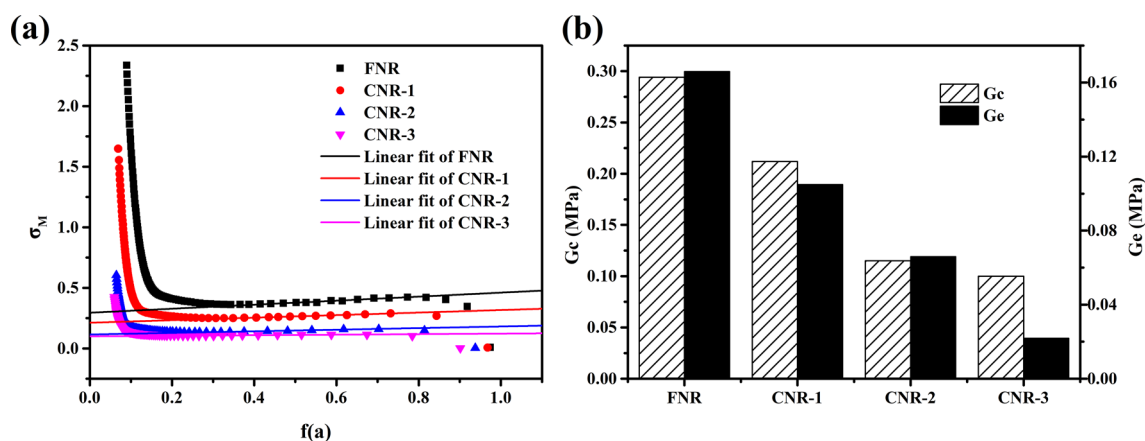 (a)
2.5
2.0
1.5
1.0
0.5
0.0
σM
0.0 0.2 0.4 0.6 0.8 1.0
f(a)
FNR
CNR-1
CNR-2
CNR-3
Linear fit of FNR
Linear fit of CNR-1
Linear fit of CNR-2
Linear fit of CNR-3
(b)
0.30
0.25
0.20
0.15
0.10
0.05
0.00
Gc (MPa)
Gc
Ge
0.16
0.12
0.08
0.04
0.00
Ge (MPa)
FNR CNR-1 CNR-2 CNR-3